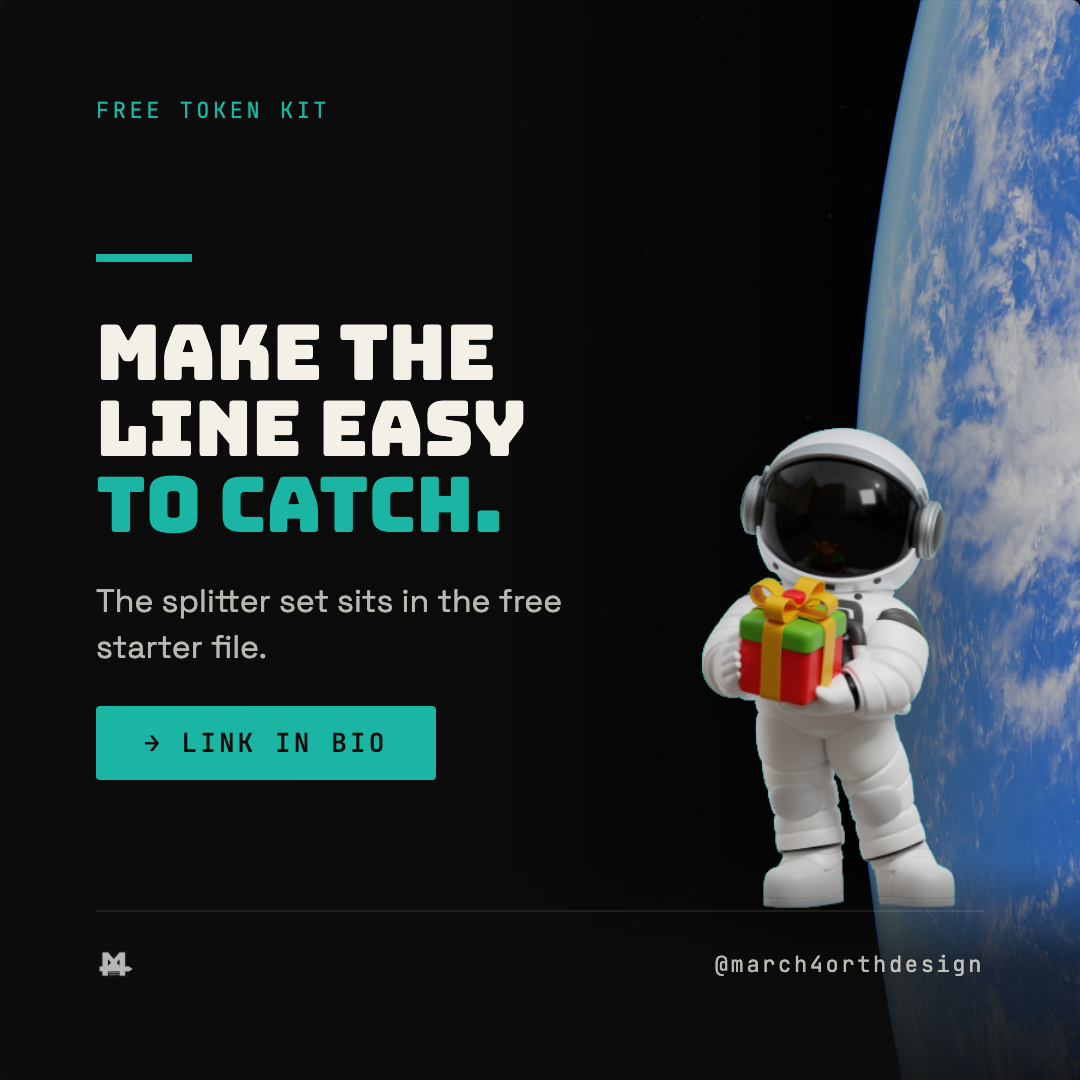 FREE TOKEN KIT
MAKE THE
LINE EASY
TO CATCH.
The splitter set sits in the free
starter file.
→ LINK IN BIO
@march4orthdesign